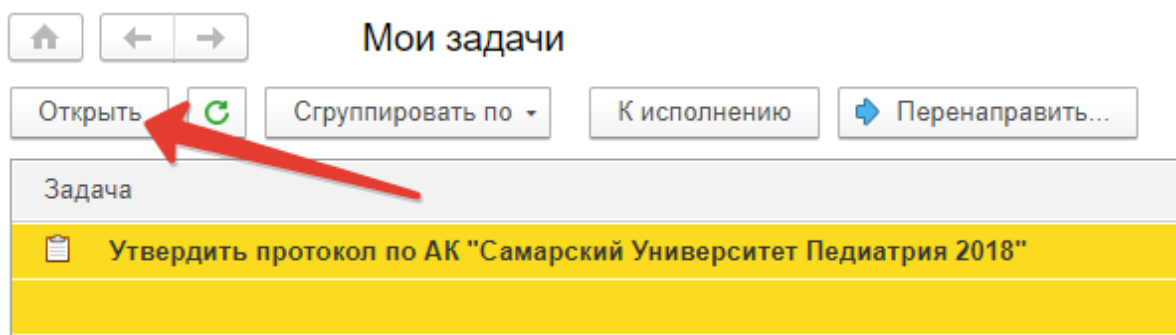 Мои задачи
Открыть Сгруппировать по К исполнению Перенаправить...
Задача
Утвердить протокол по АК "Самарский Университет Педиатрия 2018"